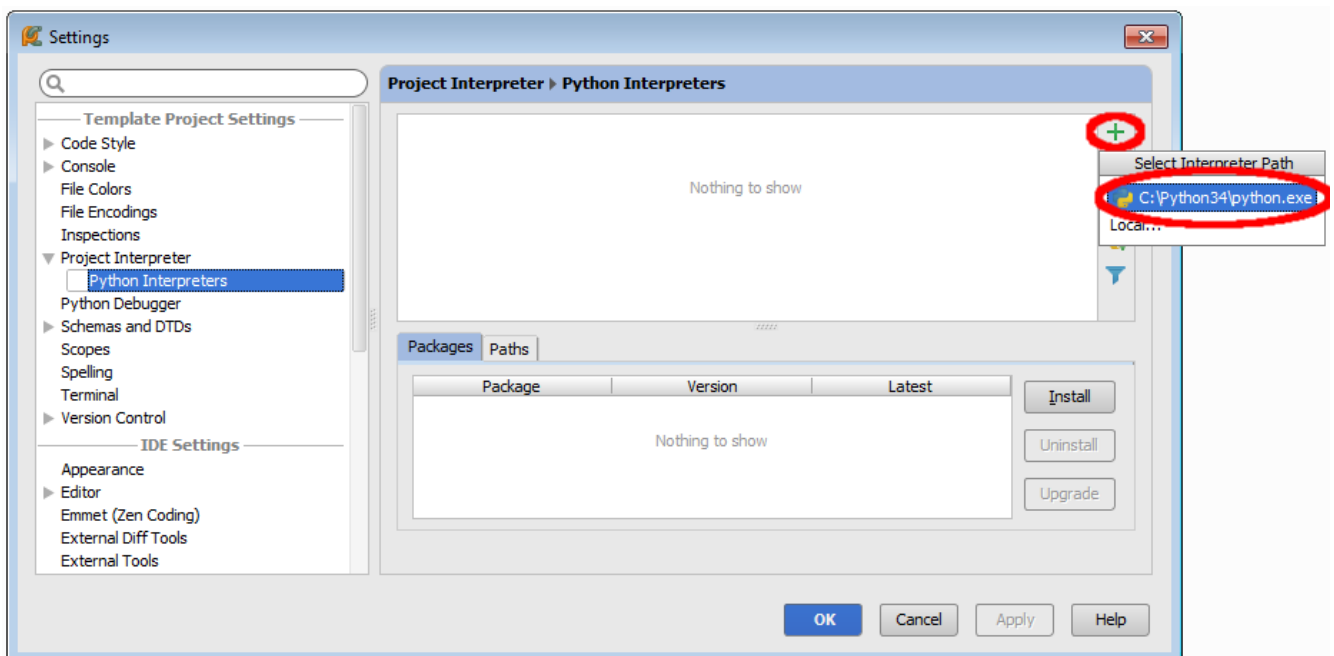 Settings
Project Interpreter Python Interpreters
Template Project Settings
Code Style
Console
File Colors
File Encodings
Inspections
Project Interpreter
Python Interpreters
Python Debugger
Schemas and DTDs
Scopes
Spelling
Terminal
Version Control
IDE Settings
Appearance
Editor
Emmet (Zen Coding)
External Diff Tools
External Tools
Nothing to show
Select Interpreter Path
C:\Python34\python.exe
Local...
Packages Paths
Package Version Latest
Nothing to show
Install
Uninstall
Upgrade
OK Cancel Apply Help